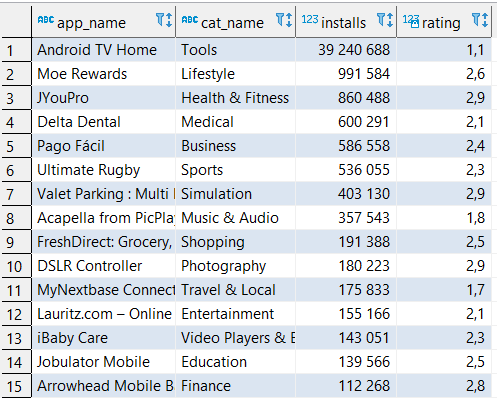 ABC app_name ABC cat_name 123 installs 123 rating
1 Android TV Home Tools 39 240 688 1,1
2 Moe Rewards Lifestyle 991 584 2,6
3 JYouPro Health & Fitness 860 488 2,9
4 Delta Dental Medical 600 291 2,1
5 Pago Fácil Business 586 558 2,4
6 Ultimate Rugby Sports 536 055 2,3
7 Valet Parking : Multi Simulation 403 130 2,9
8 Acapella from PicPla Music & Audio 357 543 1,8
9 FreshDirect: Grocery, Shopping 191 388 2,5
10 DSLR Controller Photography 180 223 2,9
11 MyNextbase Connect Travel & Local 175 833 1,7
12 Lauritz.com – Online Entertainment 155 166 2,1
13 iBaby Care Video Players & E 143 051 2,3
14 Jobulator Mobile Education 139 566 2,5
15 Arrowhead Mobile B Finance 112 268 2,8